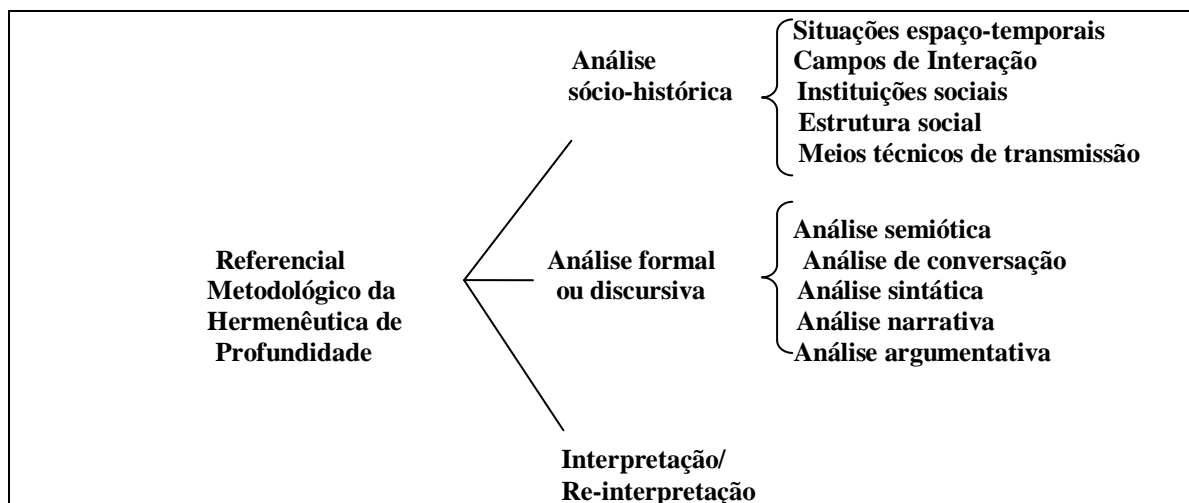 Referencial
Metodológico da
Hermenêutica de
Profundidade
Análise
sócio-histórica
Situações espaço-temporais
Campos de Interação
Instituições sociais
Estrutura social
Meios técnicos de transmissão
Análise formal
ou discursiva
Análise semiótica
Análise de conversação
Análise sintática
Análise narrativa
Análise argumentativa
Interpretação/
Re-interpretação